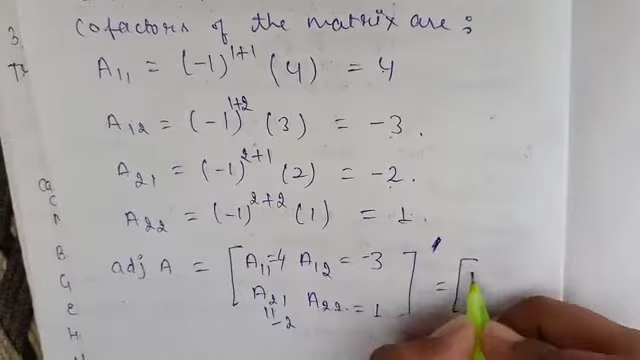 3.
cofactors of the matrix are:
A₁₁ = (-1)¹⁺¹ (4) = 4
A₁₂ = (-1)¹⁺² (3) = -3.
A₂₁ = (-1)²⁺¹ (2) = -2.
A₂₂ = (-1)²⁺² (1) = 1.
adj A = [ A₁₁=4 A₁₂ = -3
A₂₁ A₂₂ = 1 ]' = [
|| -2